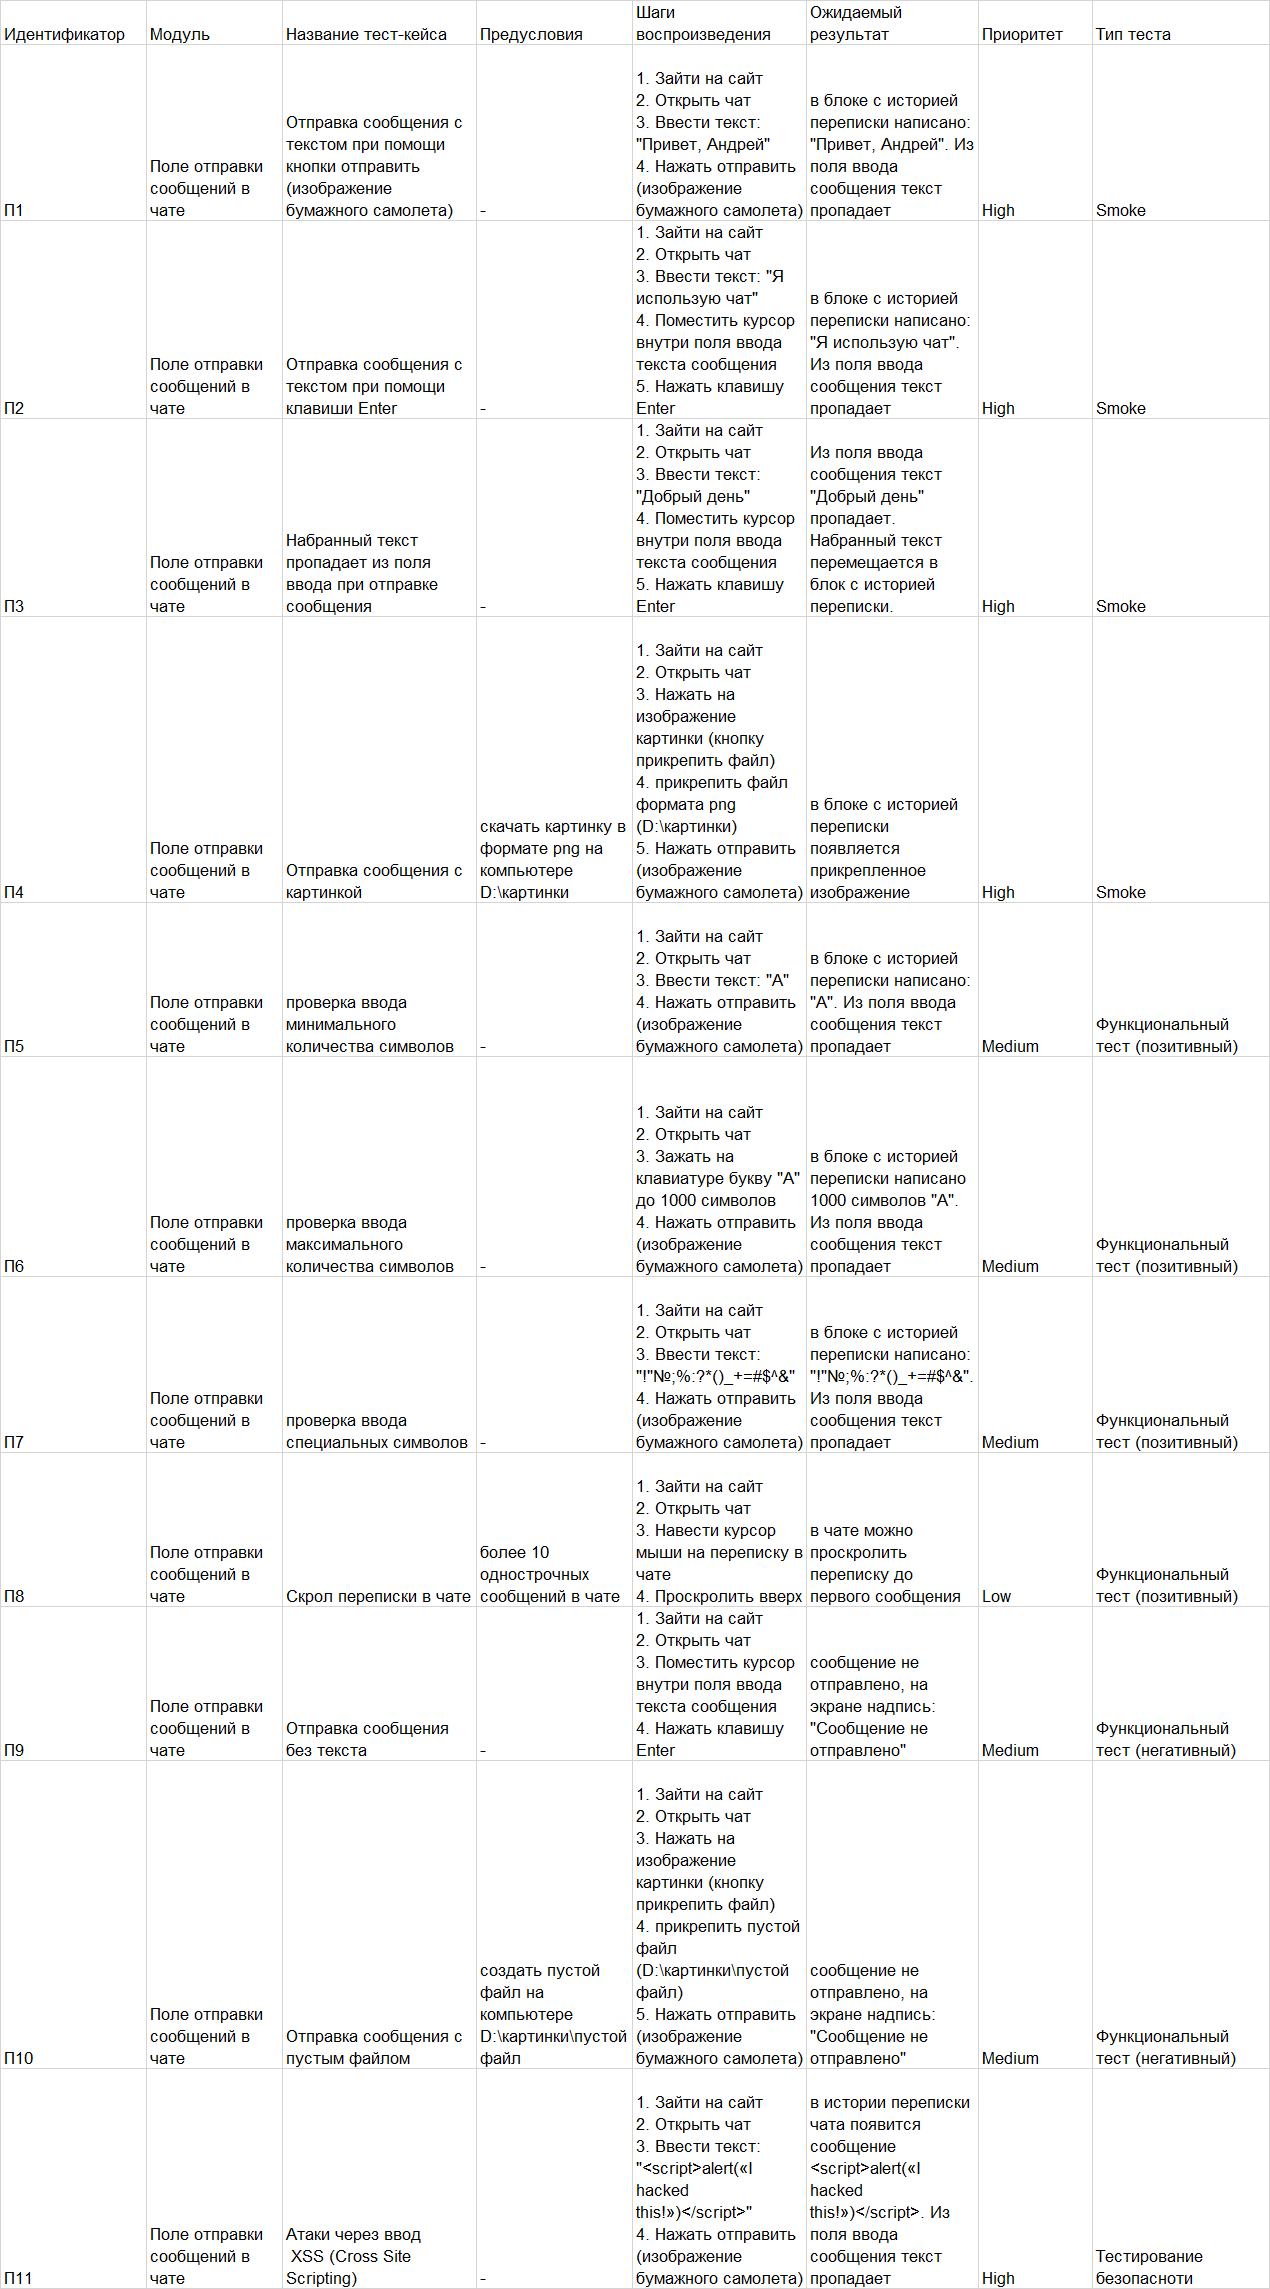 Идентификатор
Модуль
Название тест-кейса
Предусловия
Шаги
воспроизведения
Ожидаемый
результат
Приоритет
Тип теста
П1
Поле отправки
сообщений в
чате
Отправка сообщения с
текстом при помощи
кнопки отправить
(изображение
бумажного самолета)
-
1. Зайти на сайт
2. Открыть чат
3. Ввести текст:
"Привет, Андрей"
4. Нажать отправить
(изображение
бумажного самолета)
в блоке с историей
переписки написано:
"Привет, Андрей". Из
поля ввода
сообщения текст
пропадает
High
Smoke
П2
Поле отправки
сообщений в
чате
Отправка сообщения с
текстом при помощи
клавиши Enter
-
1. Зайти на сайт
2. Открыть чат
3. Ввести текст: "Я
использую чат"
4. Поместить курсор
внутри поля ввода
текста сообщения
5. Нажать клавишу
Enter
в блоке с историей
переписки написано:
"Я использую чат".
Из поля ввода
сообщения текст
пропадает
High
Smoke
П3
Поле отправки
сообщений в
чате
Набранный текст
пропадает из поля
ввода при отправке
сообщения
-
1. Зайти на сайт
2. Открыть чат
3. Ввести текст:
"Добрый день"
4. Поместить курсор
внутри поля ввода
текста сообщения
5. Нажать клавишу
Enter
Из поля ввода
сообщения текст
"Добрый день"
пропадает.
Набранный текст
перемещается в
блок с историей
переписки.
High
Smoke
П4
Поле отправки
сообщений в
чате
Отправка сообщения с
картинкой
скачать картинку в
формате png на
компьютере
D:\картинки
1. Зайти на сайт
2. Открыть чат
3. Нажать на
изображение
картинки (кнопку
прикрепить файл)
4. прикрепить файл
формата png
(D:\картинки)
5. Нажать отправить
(изображение
бумажного самолета)
в блоке с историей
переписки
появляется
прикрепленное
изображение
High
Smoke
П5
Поле отправки
сообщений в
чате
проверка ввода
минимального
количества символов
-
1. Зайти на сайт
2. Открыть чат
3. Ввести текст: "А"
4. Нажать отправить
(изображение
бумажного самолета)
в блоке с историей
переписки написано:
"А". Из поля ввода
сообщения текст
пропадает
Medium
Функциональный
тест (позитивный)
П6
Поле отправки
сообщений в
чате
проверка ввода
максимального
количества символов
-
1. Зайти на сайт
2. Открыть чат
3. Зажать на
клавиатуре букву "А"
до 1000 символов
4. Нажать отправить
(изображение
бумажного самолета)
в блоке с историей
переписки написано
1000 символов "А".
Из поля ввода
сообщения текст
пропадает
Medium
Функциональный
тест (позитивный)
П7
Поле отправки
сообщений в
чате
проверка ввода
специальных символов
-
1. Зайти на сайт
2. Открыть чат
3. Ввести текст:
"!"№;%:?*()_+=#$^&"
4. Нажать отправить
(изображение
бумажного самолета)
в блоке с историей
переписки написано:
"!"№;%:?*()_+=#$^&".
Из поля ввода
сообщения текст
пропадает
Medium
Функциональный
тест (позитивный)
П8
Поле отправки
сообщений в
чате
Скрол переписки в чате
более 10
однострочных
сообщений в чате
1. Зайти на сайт
2. Открыть чат
3. Навести курсор
мыши на переписку в
чате
4. Проскролить вверх
в чате можно
проскролить
переписку до
первого сообщения
Low
Функциональный
тест (позитивный)
П9
Поле отправки
сообщений в
чате
Отправка сообщения
без текста
-
1. Зайти на сайт
2. Открыть чат
3. Поместить курсор
внутри поля ввода
текста сообщения
4. Нажать клавишу
Enter
сообщение не
отправлено, на
экране надпись:
"Сообщение не
отправлено"
Medium
Функциональный
тест (негативный)
П10
Поле отправки
сообщений в
чате
Отправка сообщения с
пустым файлом
создать пустой
файл на
компьютере
D:\картинки\пустой
файл
1. Зайти на сайт
2. Открыть чат
3. Нажать на
изображение
картинки (кнопку
прикрепить файл)
4. прикрепить пустой
файл
(D:\картинки\пустой
файл)
5. Нажать отправить
(изображение
бумажного самолета)
сообщение не
отправлено, на
экране надпись:
"Сообщение не
отправлено"
Medium
Функциональный
тест (негативный)
П11
Поле отправки
сообщений в
чате
Атаки через ввод
XSS (Cross Site
Scripting)
-
1. Зайти на сайт
2. Открыть чат
3. Ввести текст:
"<script>alert(«I
hacked
this!»)</script>"
4. Нажать отправить
(изображение
бумажного самолета)
в истории переписки
чата появится
сообщение
<script>alert(«I
hacked
this!»)</script>. Из
поля ввода
сообщения текст
пропадает
High
Тестирование
безопасноти